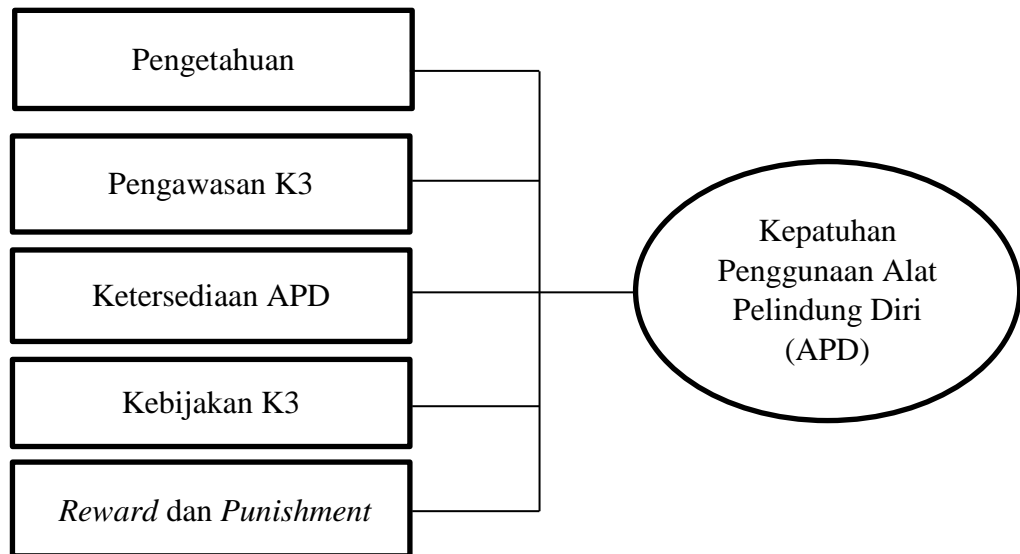 Pengetahuan
Pengawasan K3
Ketersediaan APD
Kebijakan K3
Reward dan Punishment
Kepatuhan
Penggunaan Alat
Pelindung Diri
(APD)